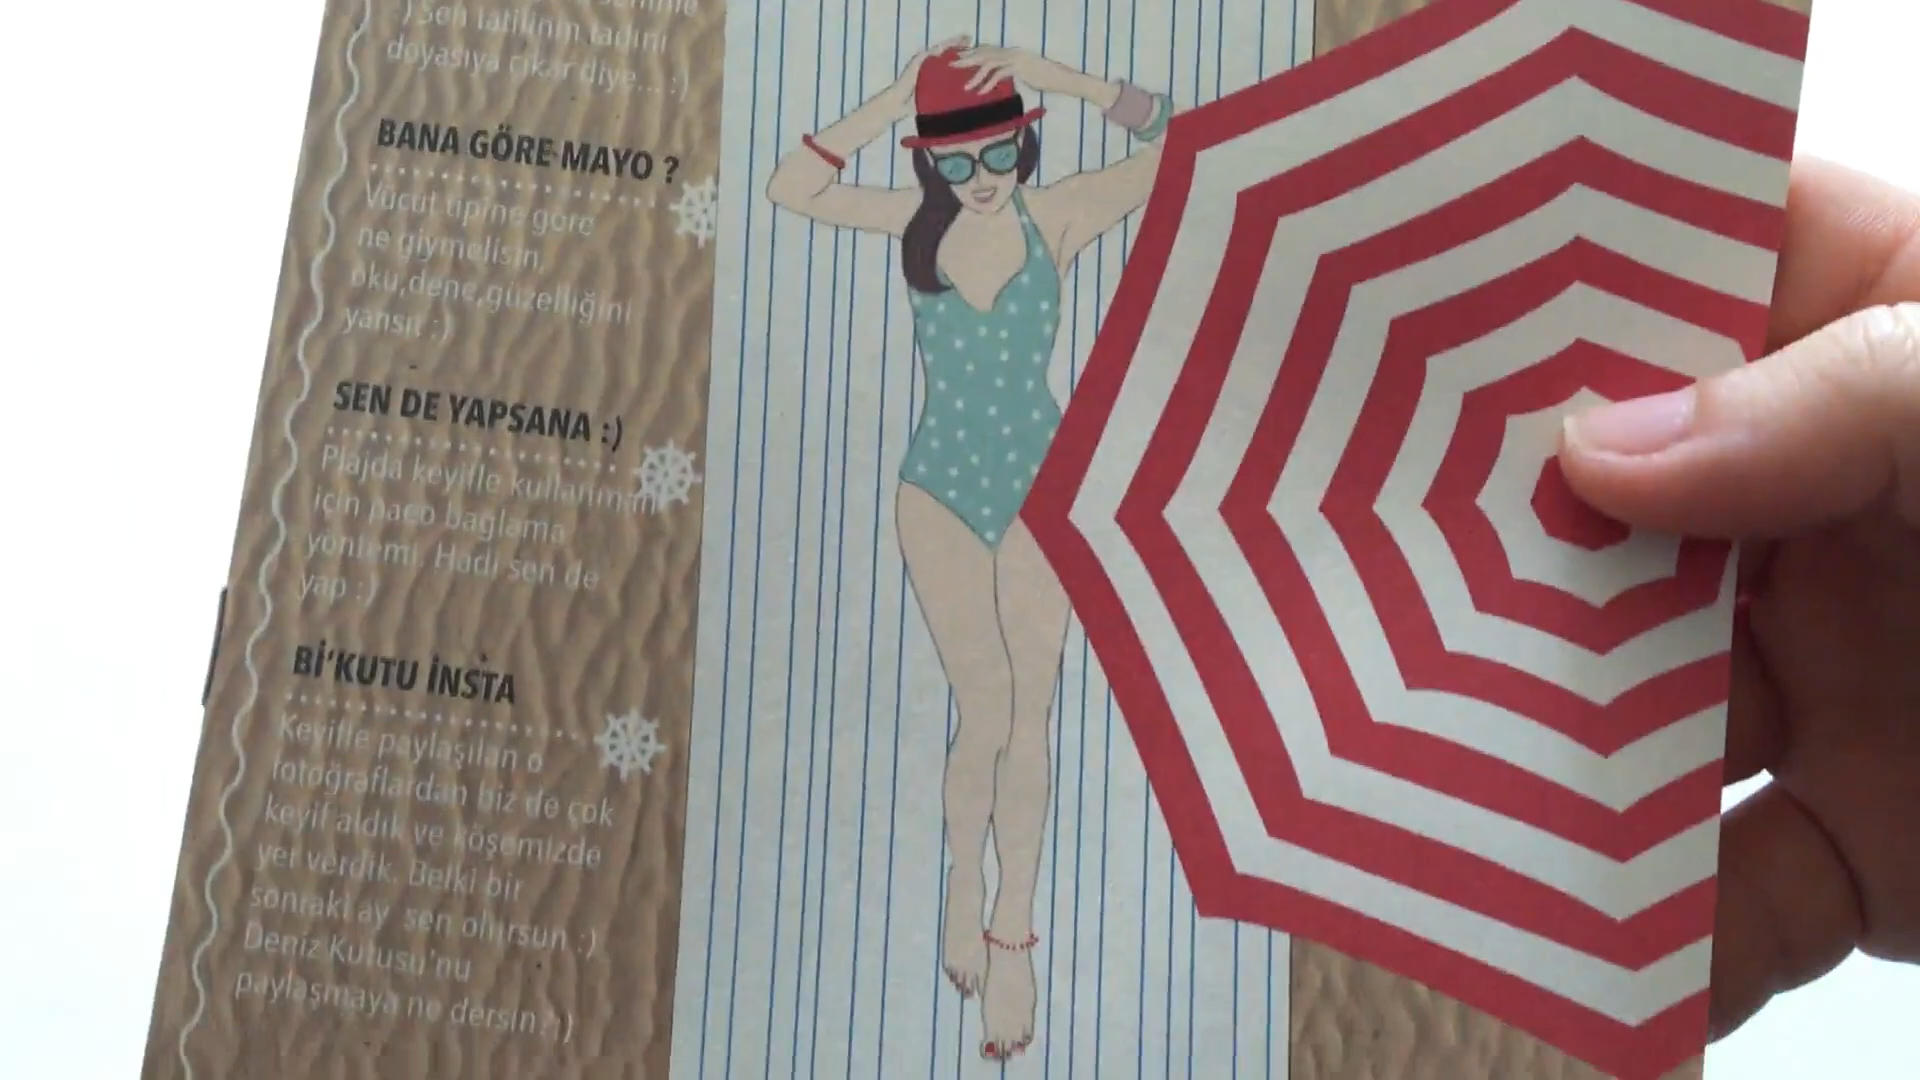 ) Sen tatilinin tadını
doyasıya çıkar diye... :)
BANA GÖRE MAYO ?
Vücut tipine göre
ne giymelisin,
oku,dene,güzelliğini
yansıt ;)
SEN DE YAPSANA :)
Plajda keyifle kullanman
için paeo bağlama
yöntemi. Hadi sen de
yap :)
Bİ'KUTU İNSTA
Keyifle paylaşılan o
fotoğraflardan biz de çok
keyif aldık ve köşemizde
yer verdik. Belki bir
sonraki ay sen olursun :)
Deniz Kutusu'nu
paylaşmaya ne dersin? :)